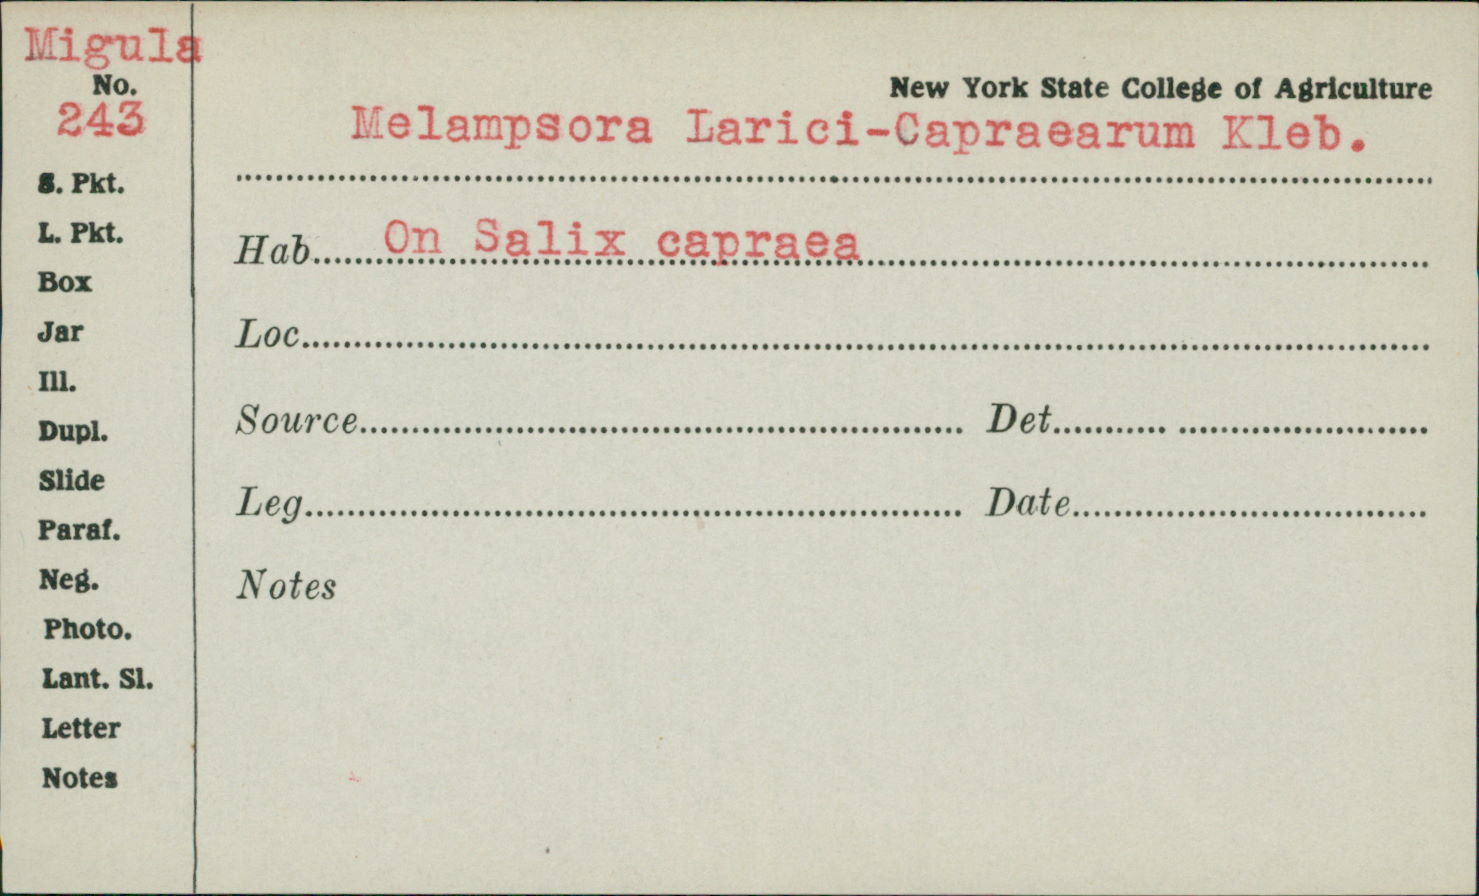 Migula
No.
243
S. Pkt.
L. Pkt.
Box
Jar
Ill.
Dupl.
Slide
Paraf.
Neg.
Photo.
Lant. Sl.
Letter
Notes
New York State College of Agriculture
Melampsora Larici-Capraearum Kleb.
Hab. On Salix capraea
Loc.
Source Det.
Leg. Date
Notes